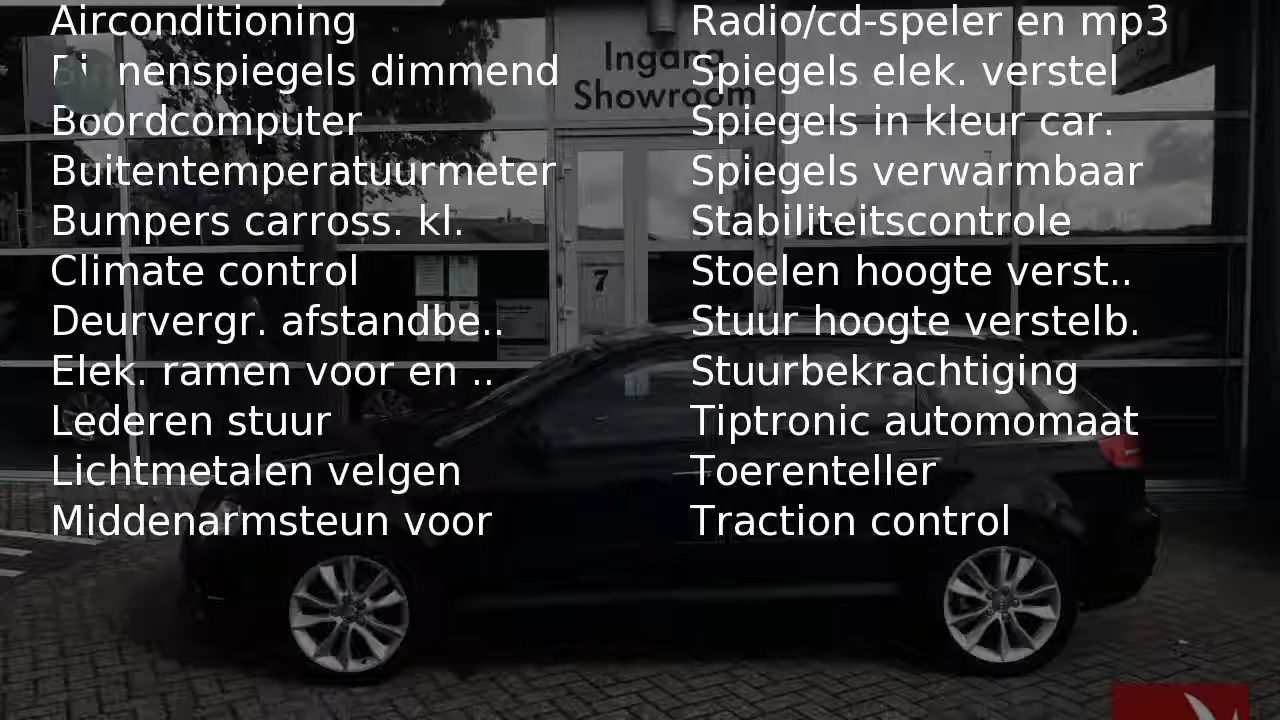 Airconditioning
Binnenspiegels dimmend
Boordcomputer
Buitentemperatuurmeter
Bumpers carross. kl.
Climate control
Deurvergr. afstandbe..
Elek. ramen voor en ..
Lederen stuur
Lichtmetalen velgen
Middenarmsteun voor
Radio/cd-speler en mp3
Spiegels elek. verstel
Spiegels in kleur car.
Spiegels verwarmbaar
Stabiliteitscontrole
Stoelen hoogte verst..
Stuur hoogte verstelb.
Stuurbekrachtiging
Tiptronic automomaat
Toerenteller
Traction control
Ingang
Showroom
7